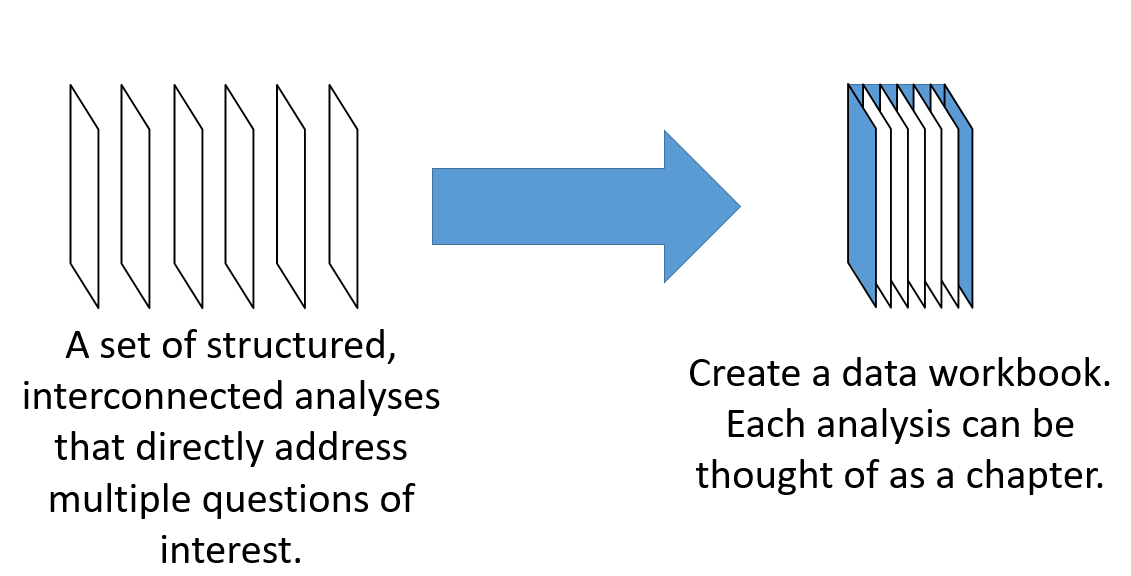 A set of structured,
interconnected analyses
that directly address
multiple questions of
interest.
Create a data workbook.
Each analysis can be
thought of as a chapter.